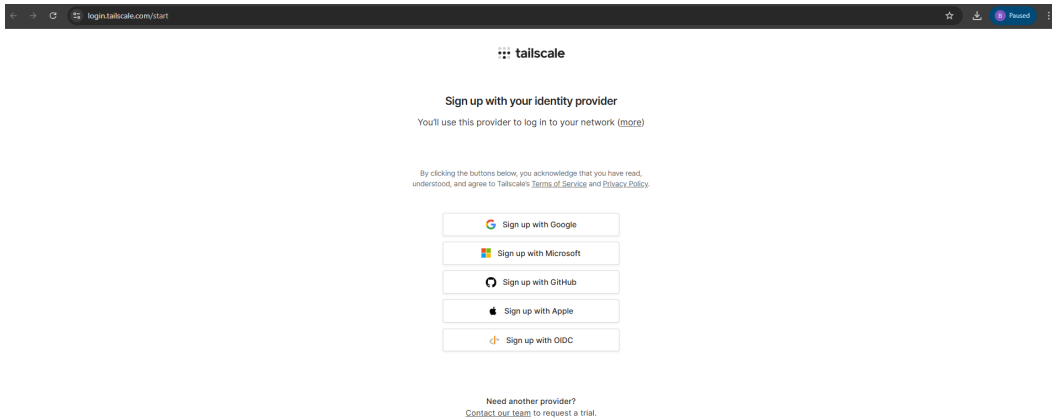 login.tailscale.com/start
B Paused
tailscale
Sign up with your identity provider
You'll use this provider to log in to your network (more)
By clicking the buttons below, you acknowledge that you have read,
understood, and agree to Tailscale's Terms of Service and Privacy Policy.
Sign up with Google
Sign up with Microsoft
Sign up with GitHub
Sign up with Apple
Sign up with OIDC
Need another provider?
Contact our team to request a trial.